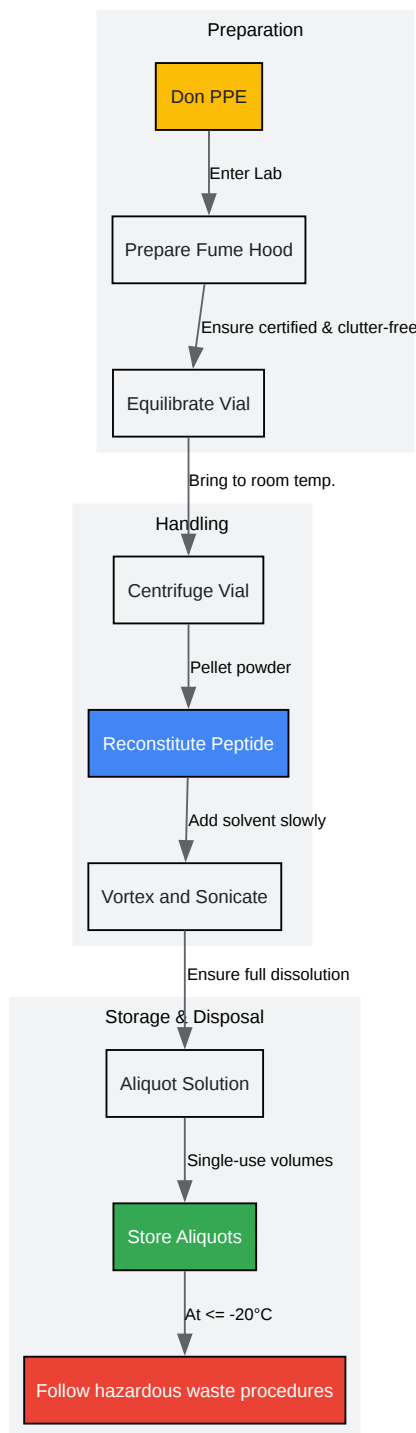 Preparation
Don PPE
Enter Lab
Prepare Fume Hood
Ensure certified & clutter-free
Equilibrate Vial
Bring to room temp.
Handling
Centrifuge Vial
Pellet powder
Reconstitute Peptide
Add solvent slowly
Vortex and Sonicate
Ensure full dissolution
Storage & Disposal
Aliquot Solution
Single-use volumes
Store Aliquots
At <= -20°C
Follow hazardous waste procedures